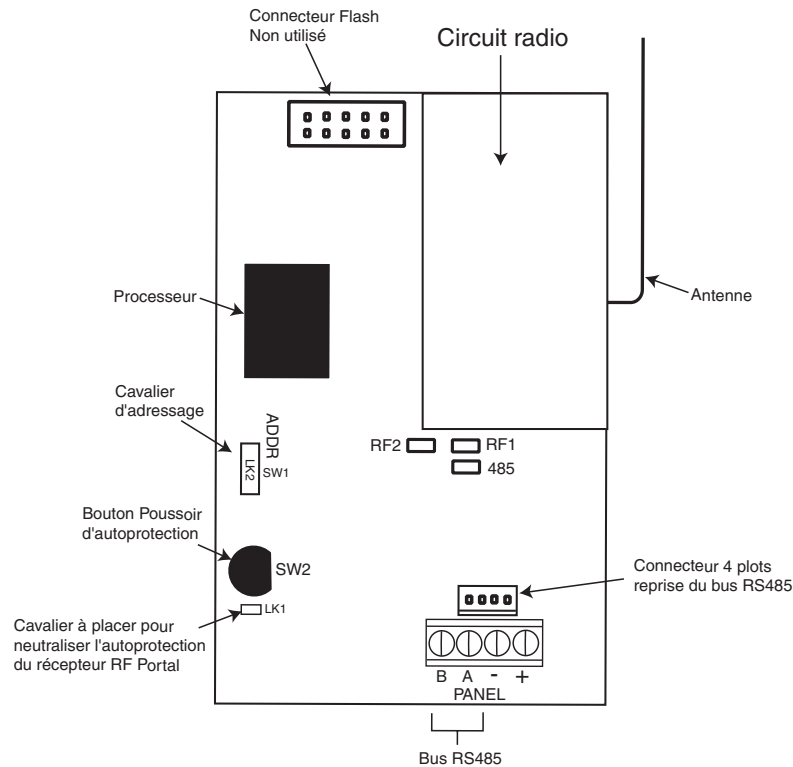 Connecteur Flash
Non utilisé
Circuit radio
Processeur
Antenne
Cavalier
d'adressage
ADDR
LK2
SW1
RF2
RF1
485
Bouton Poussoir
d'autoprotection
SW2
LK1
Connecteur 4 plots
reprise du bus RS485
Cavalier à placer pour
neutraliser l'autoprotection
du récepteur RF Portal
B A - +
PANEL
Bus RS485